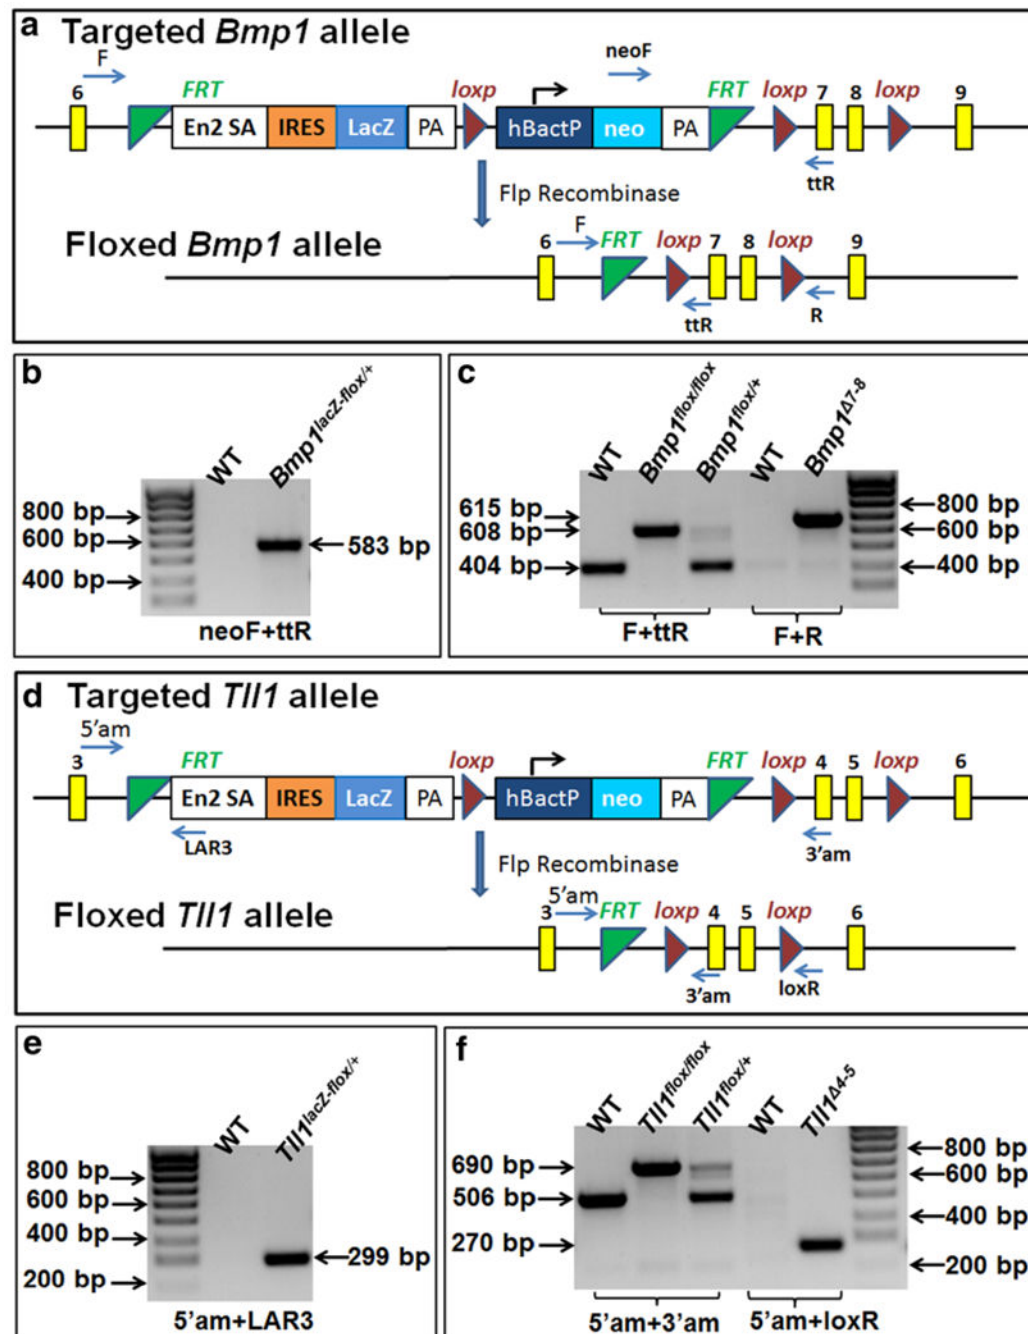 a Targeted Bmp1 allele
F
neoF
6 FRT loxp FRT loxp 7 8 loxp 9
En2 SA IRES LacZ PA hBactP neo PA
ttR
Flp Recombinase
Floxed Bmp1 allele
F
6 FRT loxp 7 8 loxp 9
ttR R
b
WT Bmp1lacZ-flox/+
800 bp
600 bp
400 bp
583 bp
neoF+ttR
c
WT Bmp1flox/flox Bmp1flox/+ WT Bmp1Δ7-8
615 bp
608 bp
404 bp
800 bp
600 bp
400 bp
F+ttR F+R
d Targeted Tll1 allele
5'am
3 FRT loxp FRT loxp 4 5 loxp 6
En2 SA IRES LacZ PA hBactP neo PA
LAR3 3'am
Flp Recombinase
Floxed Tll1 allele
5'am
3 FRT loxp 4 5 loxp 6
3'am loxR
e
WT Tll1lacZ-flox/+
800 bp
600 bp
400 bp
200 bp
299 bp
5'am+LAR3
f
WT Tll1flox/flox Tll1flox/+ WT Tll1Δ4-5
690 bp
506 bp
270 bp
800 bp
600 bp
400 bp
200 bp
5'am+3'am 5'am+loxR